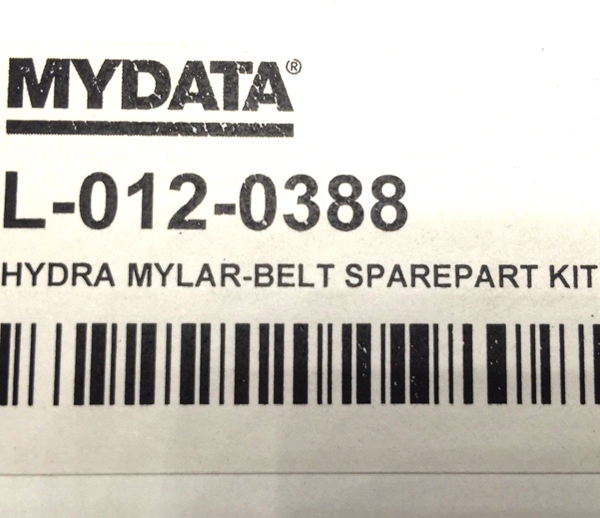 MYDATA®
L-012-0388
HYDRA MYLAR-BELT SPAREPART KIT